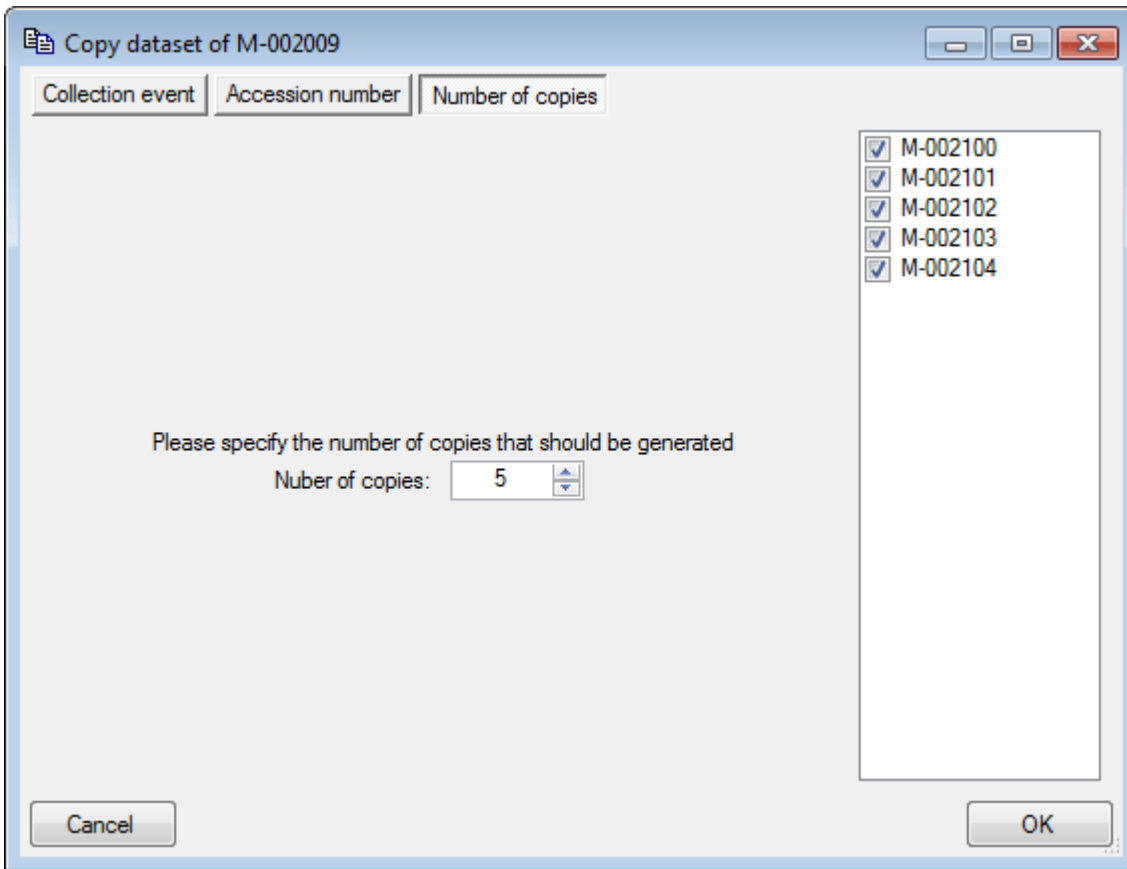 Copy dataset of M-002009
Collection event Accession number Number of copies
M-002100
M-002101
M-002102
M-002103
M-002104
Please specify the number of copies that should be generated
Nuber of copies: 5
Cancel OK